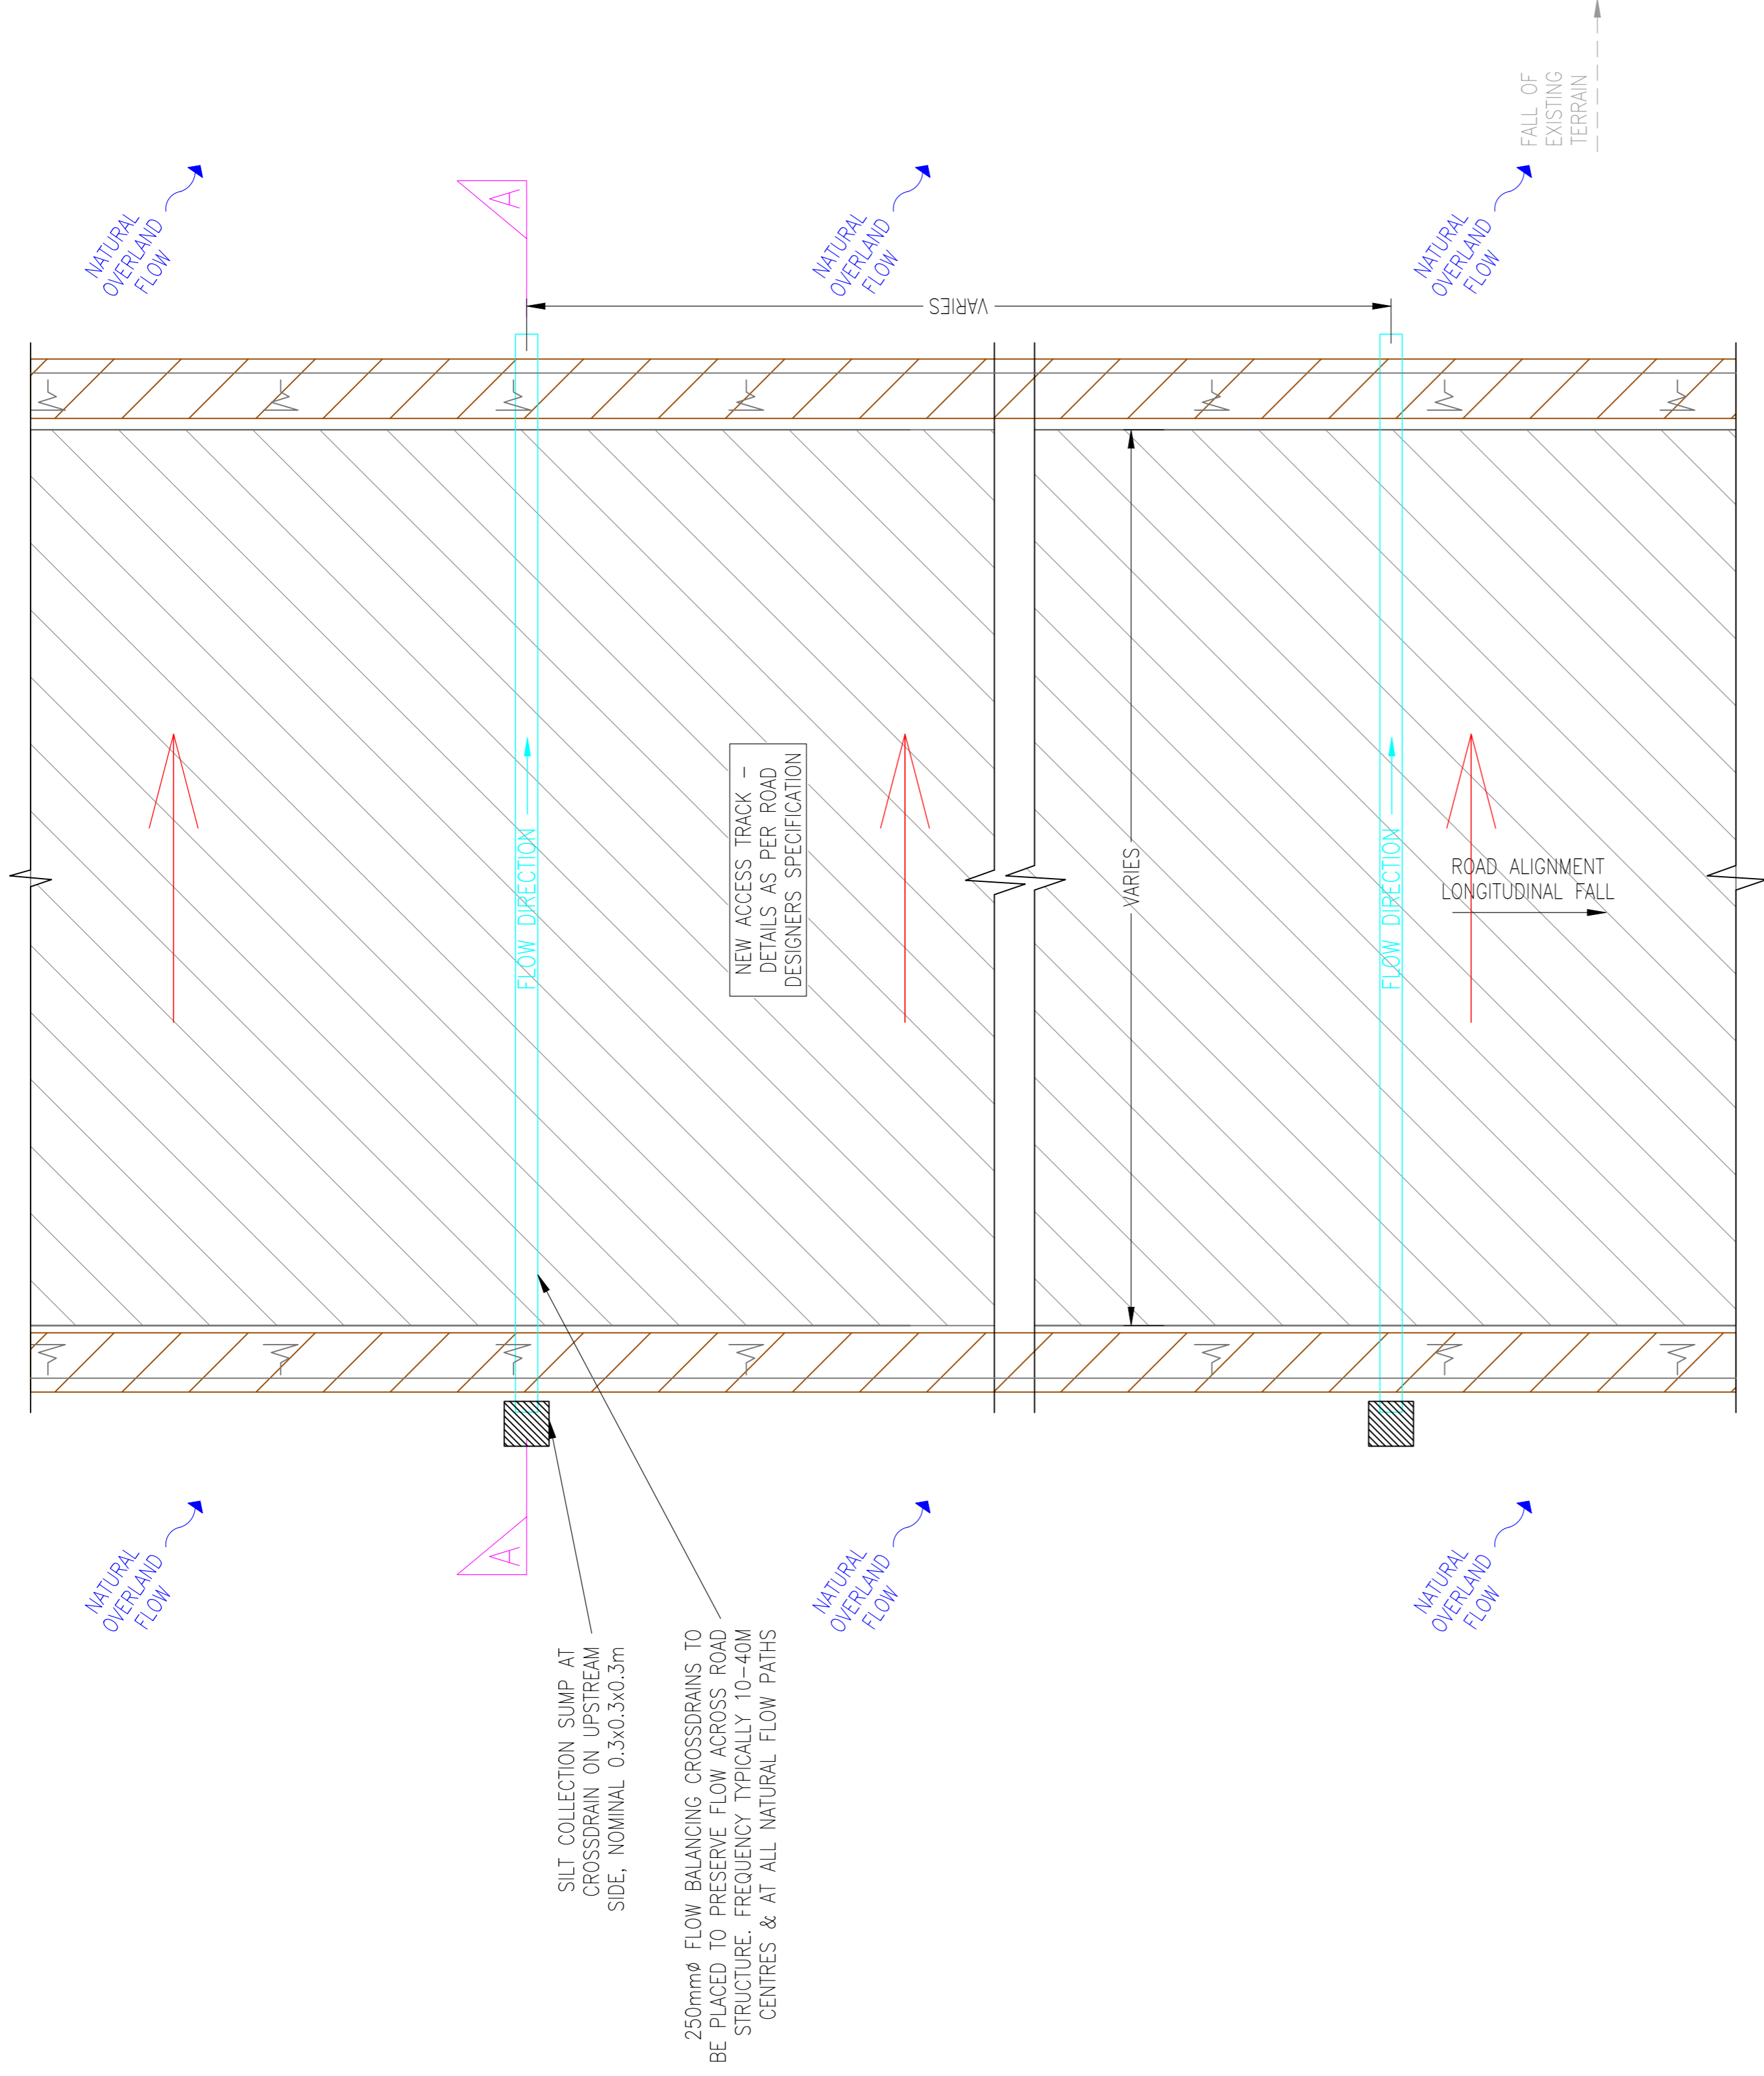 NATURAL
OVERLAND
FLOW
A
NATURAL
OVERLAND
FLOW
NATURAL
OVERLAND
FLOW
FALL OF
EXISTING
TERRAIN
VARIES
FLOW DIRECTION
NEW ACCESS TRACK –
DETAILS AS PER ROAD
DESIGNERS SPECIFICATION
VARIES
FLOW DIRECTION
ROAD ALIGNMENT
LONGITUDINAL FALL
NATURAL
OVERLAND
FLOW
A
NATURAL
OVERLAND
FLOW
NATURAL
OVERLAND
FLOW
SILT COLLECTION SUMP AT
CROSSDRAIN ON UPSTREAM
SIDE, NOMINAL 0.3x0.3x0.3m
250mmø FLOW BALANCING CROSSDRAINS TO
BE PLACED TO PRESERVE FLOW ACROSS ROAD
STRUCTURE. FREQUENCY TYPICALLY 10-40M
CENTRES & AT ALL NATURAL FLOW PATHS